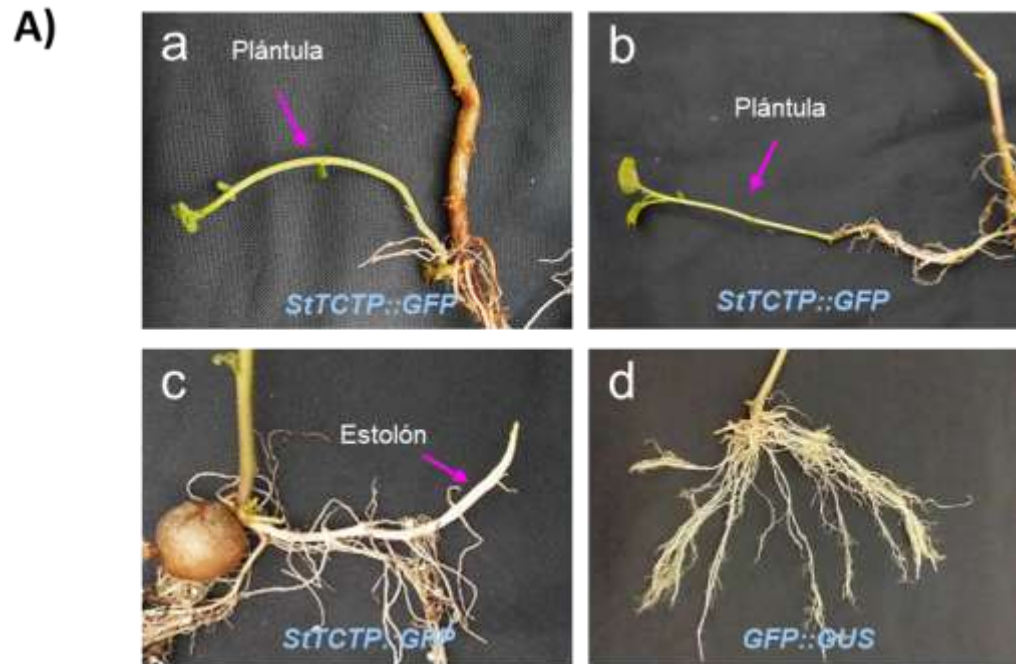 A)
a
Plántula
StTCTP::GFP
b
Plántula
StTCTP::GFP
c
Estolón
StTCTP::GFP
d
GFP::GUS